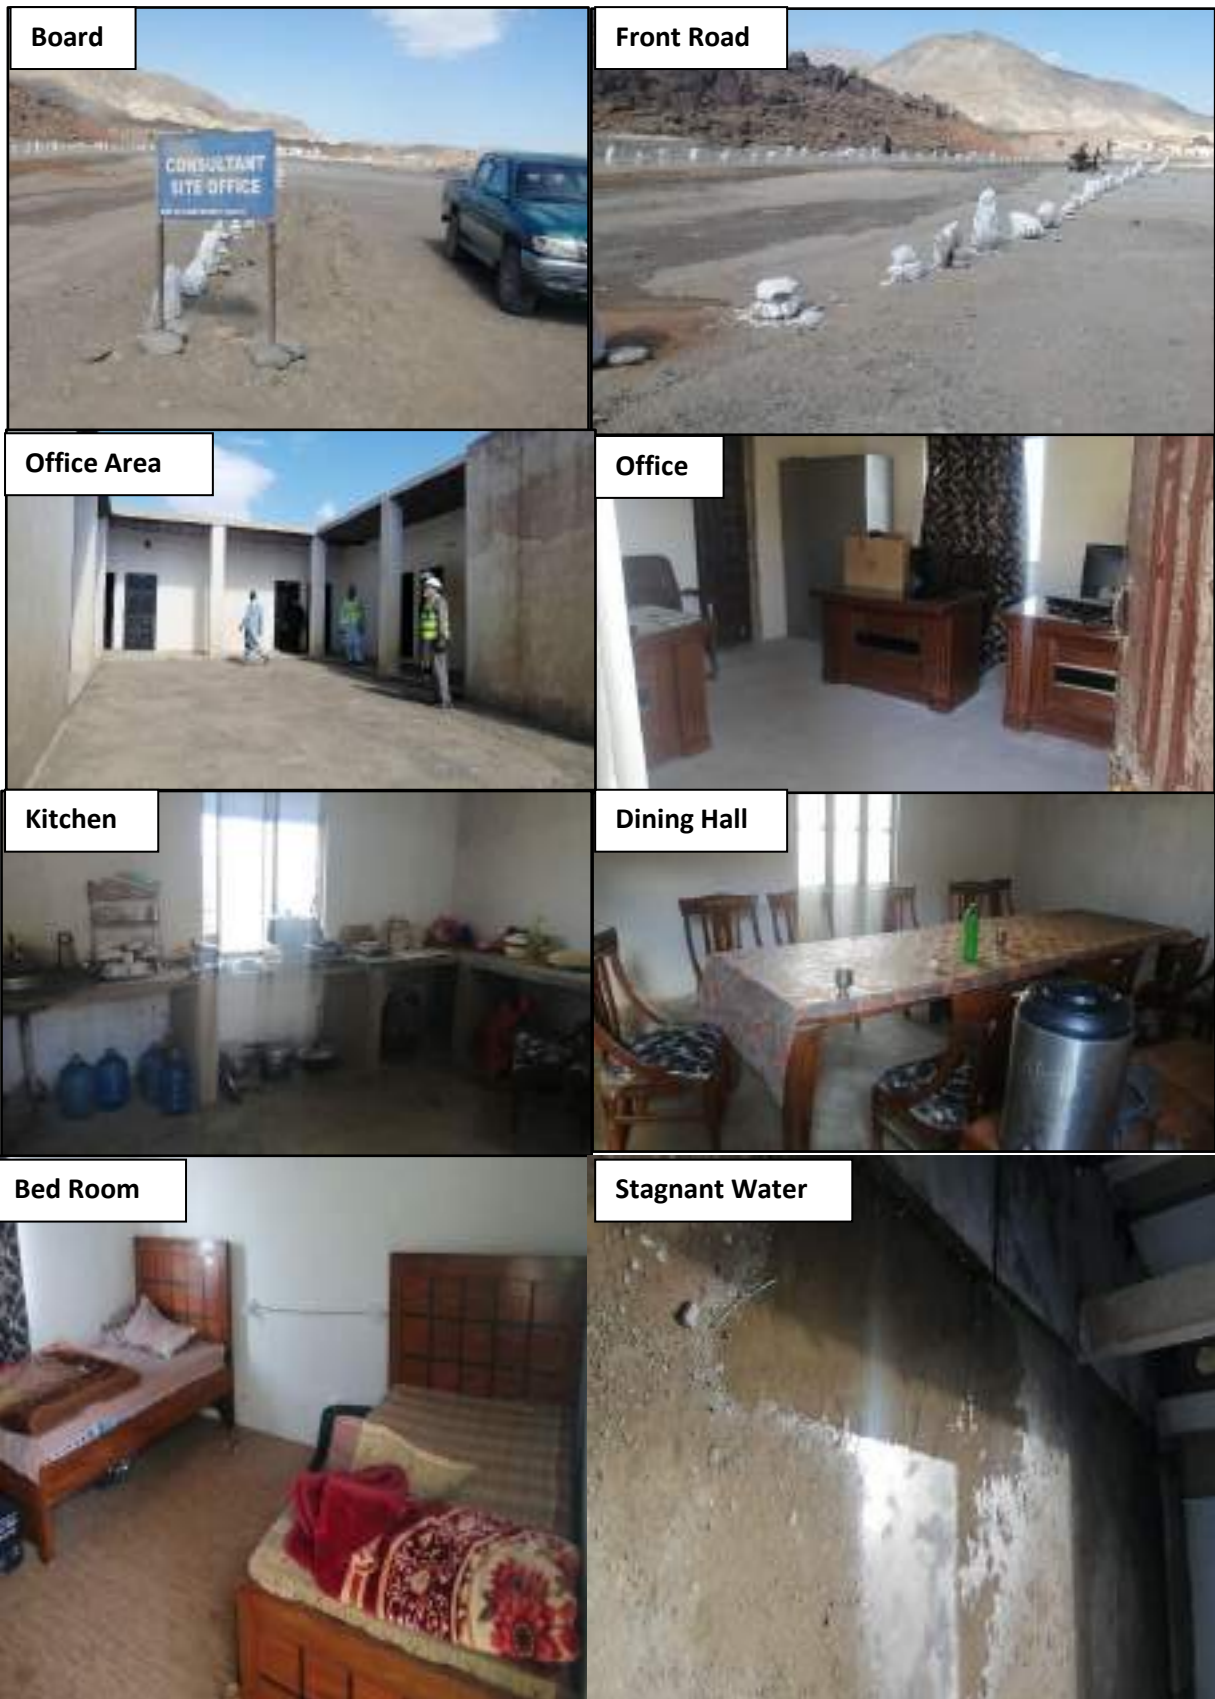 Board
Front Road
CONSULTANT
SITE OFFICE
Office Area
Office
Kitchen
Dining Hall
Bed Room
Stagnant Water